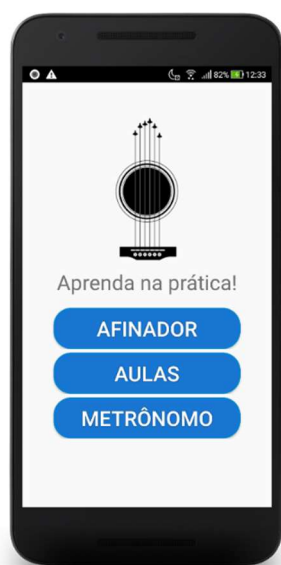 82% 12:33
Aprenda na prática!
AFINADOR
AULAS
METRÔNOMO